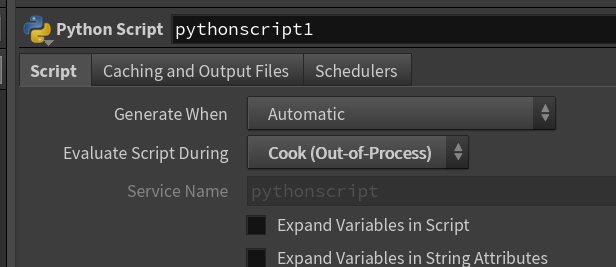 Python Script pythonscript1
Script Caching and Output Files Schedulers
Generate When Automatic
Evaluate Script During Cook (Out-of-Process)
Service Name pythonscript
Expand Variables in Script
Expand Variables in String Attributes